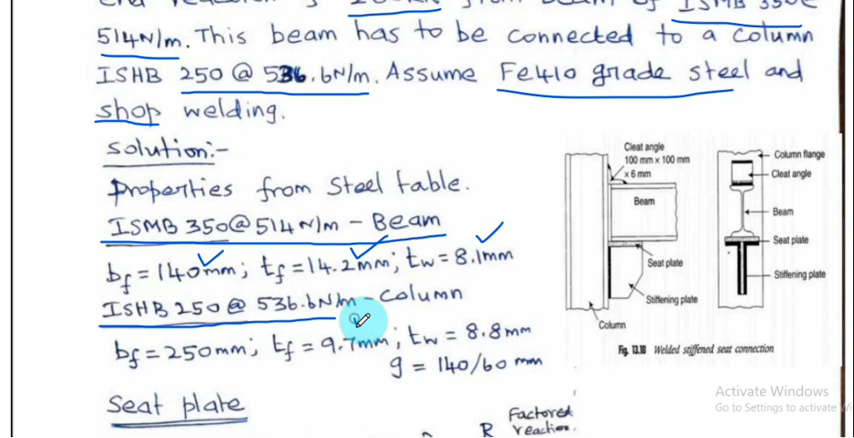 514N/m. This beam has to be connected to a column
ISHB 250 @ 536.6N/m. Assume Fe410 grade steel and
shop welding.
Solution:-
Properties from Steel table.
ISMB 350@514N/m - Beam
bf = 140mm; tf = 14.2mm; tw = 8.1mm
ISHB 250 @ 536.6N/m - column
bf = 250mm; tf = 9.7mm; tw = 8.8mm
g = 140/60 mm
Seat plate
Factored
R reaction.
Cleat angle
100 mm × 100 mm
× 6 mm
Beam
Seat plate
Stiffening plate
Column
Column flange
Cleat angle
Beam
Seat plate
Stiffening plate
Fig. 13.18 Welded stiffened seat connection
Activate Windows
Go to Settings to activate Wi